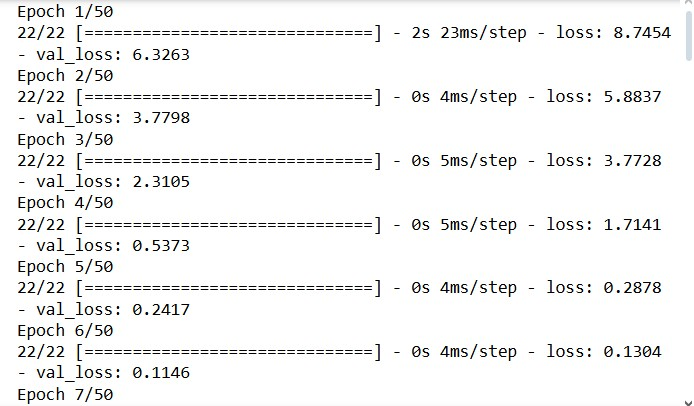 Epoch 1/50
22/22 [==============================] - 2s 23ms/step - loss: 8.7454
- val_loss: 6.3263
Epoch 2/50
22/22 [==============================] - 0s 4ms/step - loss: 5.8837
- val_loss: 3.7798
Epoch 3/50
22/22 [==============================] - 0s 5ms/step - loss: 3.7728
- val_loss: 2.3105
Epoch 4/50
22/22 [==============================] - 0s 5ms/step - loss: 1.7141
- val_loss: 0.5373
Epoch 5/50
22/22 [==============================] - 0s 4ms/step - loss: 0.2878
- val_loss: 0.2417
Epoch 6/50
22/22 [==============================] - 0s 4ms/step - loss: 0.1304
- val_loss: 0.1146
Epoch 7/50